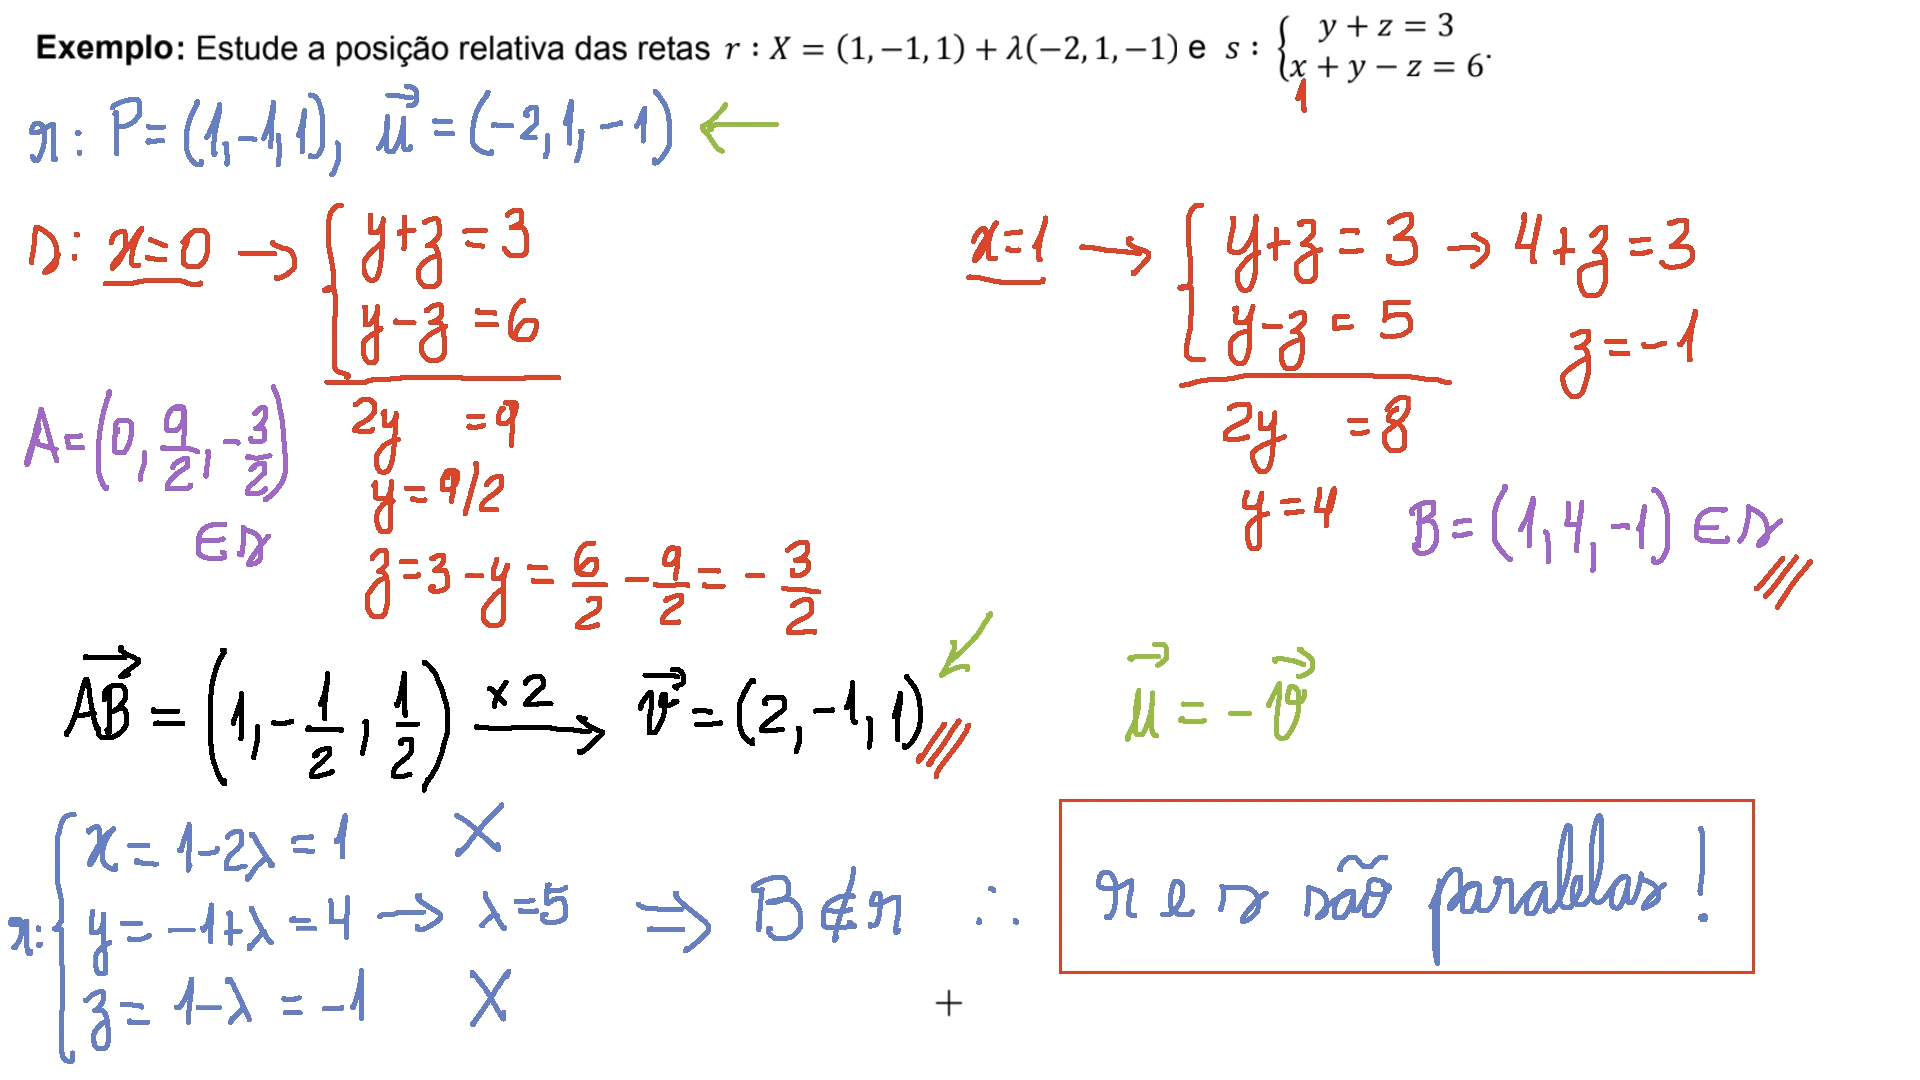 Exemplo: Estude a posição relativa das retas r : X = (1, −1, 1) + λ(−2, 1, −1) e s : { y + z = 3
x + y − z = 6.
1
r: P = (1, -1, 1), u⃗ = (-2, 1, -1) ←
s: x=0 → { y+z = 3
y-z = 6
2y = 9
y = 9/2
z = 3 - y = 6/2 - 9/2 = - 3/2
A = (0, 9/2, -3/2)
∈ s
x=1 → { y+z = 3 → 4+z = 3
y-z = 5
z = -1
2y = 8
y = 4
B = (1, 4, -1) ∈ s
AB⃗ = (1, -1/2, 1/2) ×2 → v⃗ = (2, -1, 1)
u⃗ = -v⃗
r: { x = 1-2λ = 1 X
y = -1+λ = 4 → λ=5 ⇒ B ∉ r ∴ r e s são paralelas!
z = 1-λ = -1 X